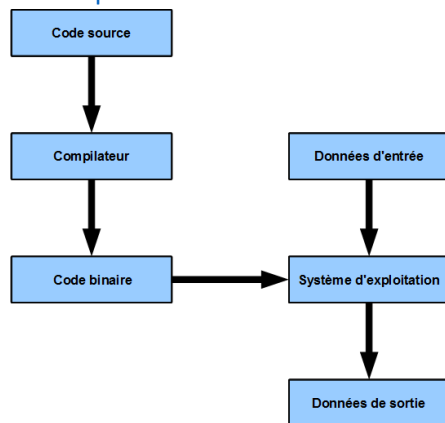 Code source
Compilateur
Données d'entrée
Code binaire
Système d'exploitation
Données de sortie